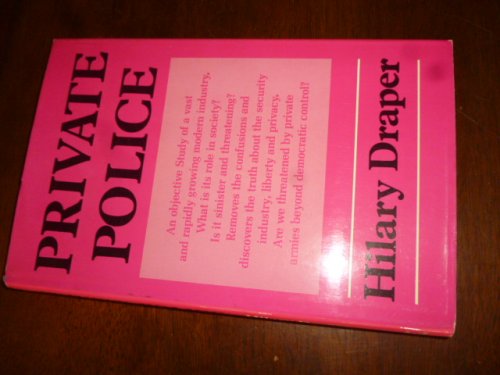 PRIVATE
POLICE
An objective Study of a vast
and rapidly growing modern industry,
What is its role in society?
Is it sinister and threatening?
Removes the confusions and
discovers the truth about the security
industry, liberty and privacy.
Are we threatened by private
armies beyond democratic control?
Hilary Draper